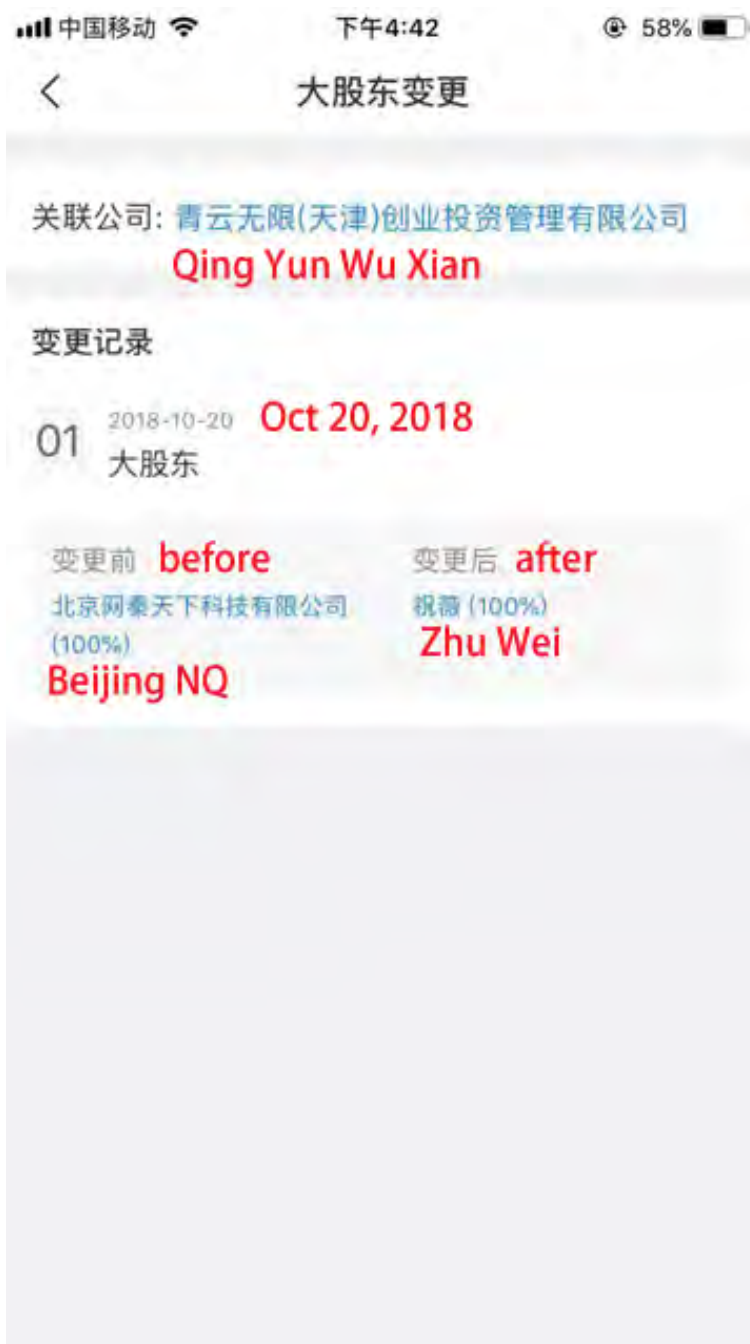 中国移动 下午4:42 58%
大股东变更
关联公司: 青云无限(天津)创业投资管理有限公司
Qing Yun Wu Xian
变更记录
01 2018-10-20 Oct 20, 2018
大股东
变更前 before 变更后 after
北京网秦天下科技有限公司 祝薇 (100%)
(100%) Zhu Wei
Beijing NQ